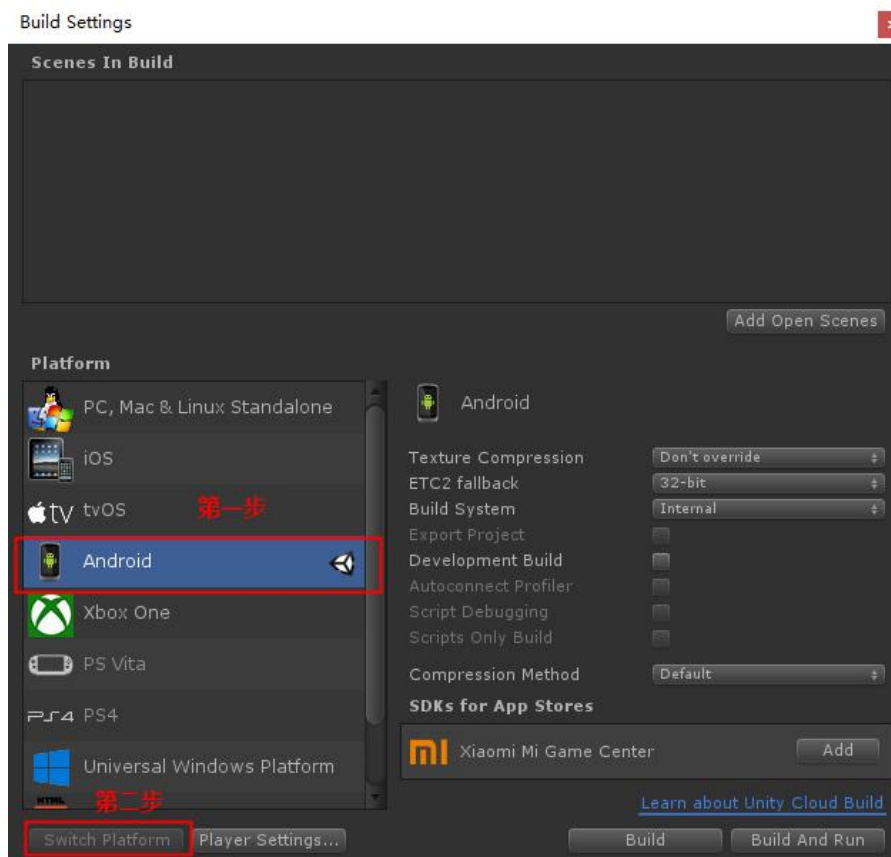 Build Settings
Scenes In Build
Add Open Scenes
Platform
PC, Mac & Linux Standalone
iOS
tv tvOS
第一步
Android
Xbox One
PS Vita
PS4 PS4
Universal Windows Platform
HTML
第二步
Switch Platform
Player Settings...
Android
Texture Compression Don't override
ETC2 fallback 32-bit
Build System Internal
Export Project
Development Build
Autoconnect Profiler
Script Debugging
Scripts Only Build
Compression Method Default
SDKs for App Stores
Xiaomi Mi Game Center Add
Learn about Unity Cloud Build
Build
Build And Run